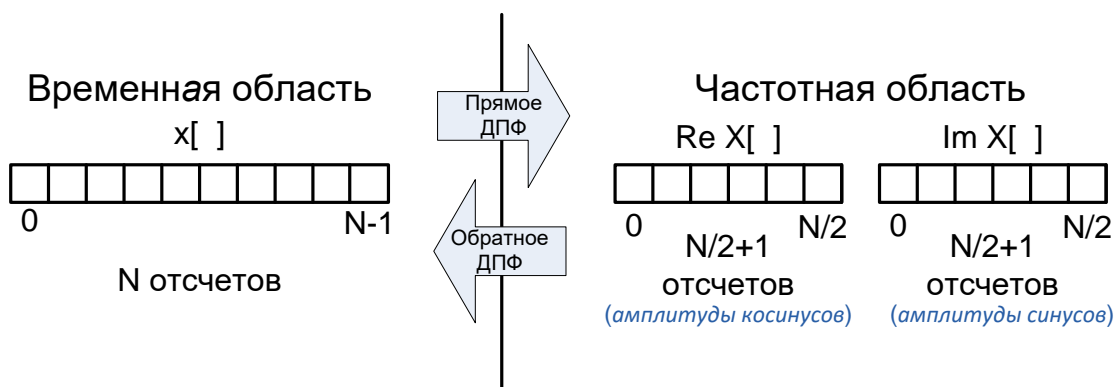 Временная область
x[ ]
0
N-1
N отсчетов
Прямое
ДПФ
Обратное
ДПФ
Частотная область
Re X[ ]
0
N/2
N/2+1
отсчетов
(амплитуды косинусов)
Im X[ ]
0
N/2
N/2+1
отсчетов
(амплитуды синусов)